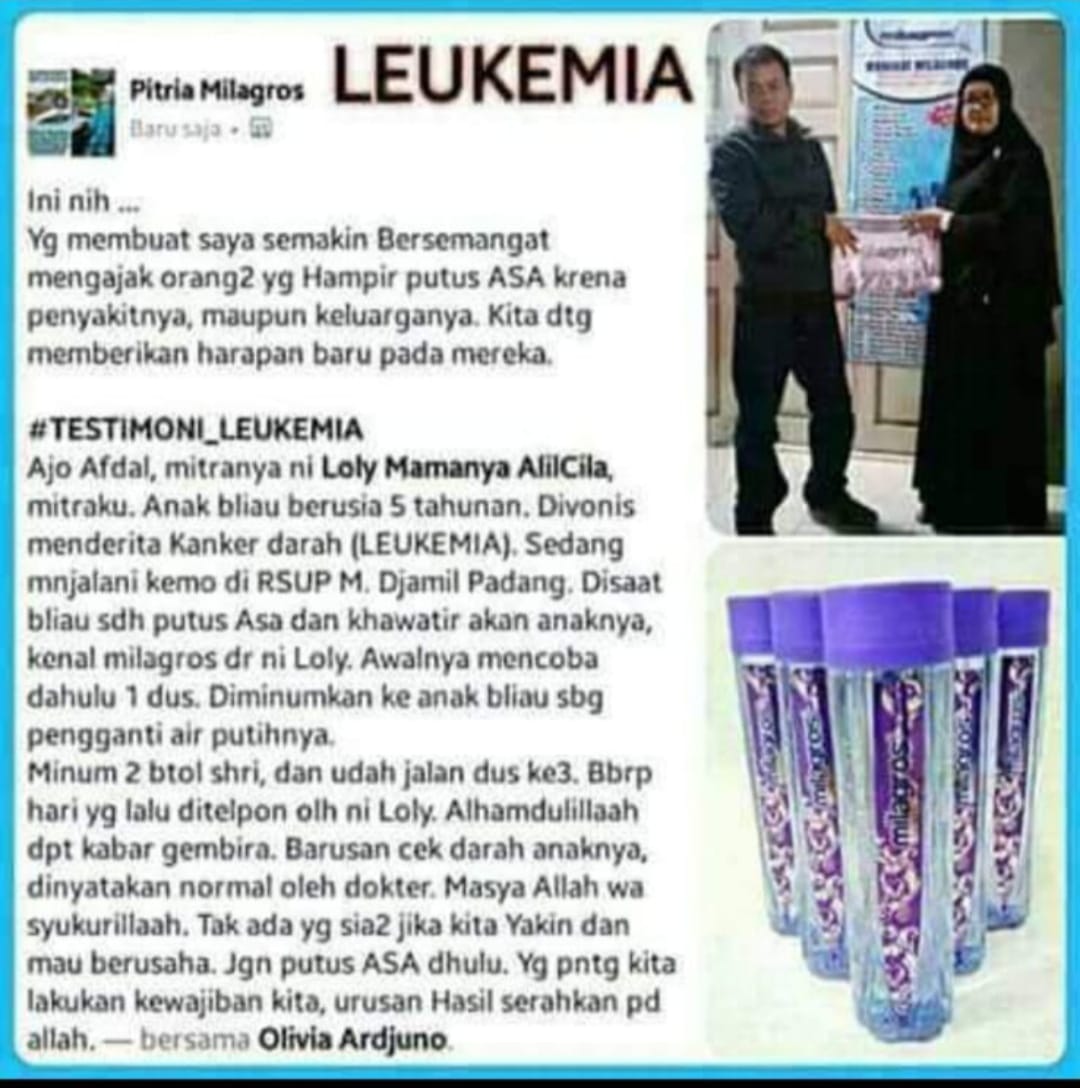 LEUKEMIA
Pitria Milagros
Baru saja •
Ini nih ...
Yg membuat saya semakin Bersemangat
mengajak orang2 yg Hampir putus ASA krena
penyakitnya, maupun keluarganya. Kita dtg
memberikan harapan baru pada mereka.
#TESTIMONI_LEUKEMIA
Ajo Afdal, mitranya ni Loly Mamanya AlilCila,
mitraku. Anak bliau berusia 5 tahunan. Divonis
menderita Kanker darah (LEUKEMIA). Sedang
mnjalani kemo di RSUP M. Djamil Padang. Disaat
bliau sdh putus Asa dan khawatir akan anaknya,
kenal milagros dr ni Loly. Awalnya mencoba
dahulu 1 dus. Diminumkan ke anak bliau sbg
pengganti air putihnya.
Minum 2 btol shri, dan udah jalan dus ke3. Bbrp
hari yg lalu ditelpon olh ni Loly. Alhamdulillaah
dpt kabar gembira. Barusan cek darah anaknya,
dinyatakan normal oleh dokter. Masya Allah wa
syukurillaah. Tak ada yg sia2 jika kita Yakin dan
mau berusaha. Jgn putus ASA dhulu. Yg pntg kita
lakukan kewajiban kita, urusan Hasil serahkan pd
allah. — bersama Olivia Ardjuno.
milagros
milagros
milagros
milagros
milagros